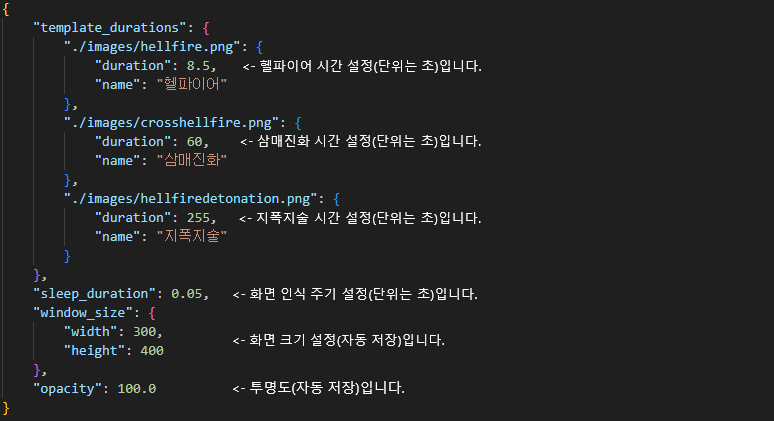 {
"template_durations": {
"./images/hellfire.png": {
"duration": 8.5, <- 헬파이어 시간 설정(단위는 초)입니다.
"name": "헬파이어"
},
"./images/crosshellfire.png": {
"duration": 60, <- 삼매진화 시간 설정(단위는 초)입니다.
"name": "삼매진화"
},
"./images/hellfiredetonation.png": {
"duration": 255, <- 지폭지술 시간 설정(단위는 초)입니다.
"name": "지폭지술"
}
},
"sleep_duration": 0.05, <- 화면 인식 주기 설정(단위는 초)입니다.
"window_size": {
"width": 300,
"height": 400 <- 화면 크기 설정(자동 저장)입니다.
},
"opacity": 100.0 <- 투명도(자동 저장)입니다.
}